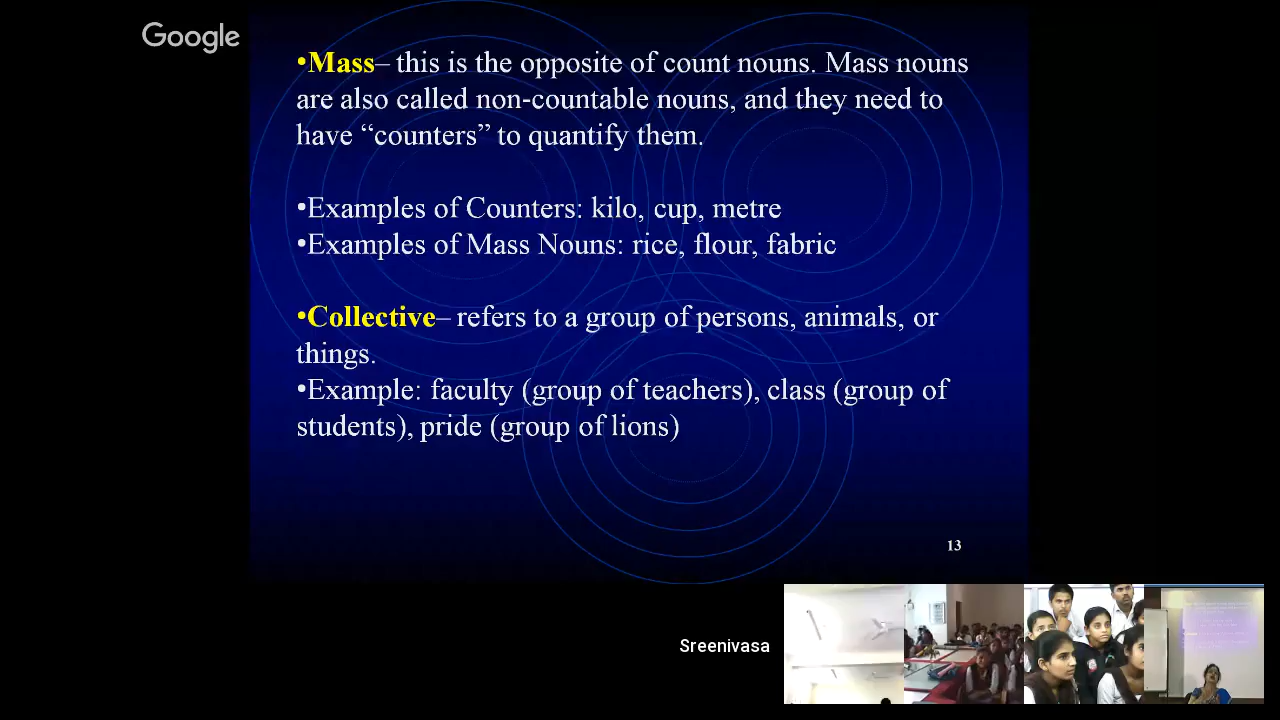 Google
•Mass– this is the opposite of count nouns. Mass nouns
are also called non-countable nouns, and they need to
have “counters” to quantify them.
•Examples of Counters: kilo, cup, metre
•Examples of Mass Nouns: rice, flour, fabric
•Collective– refers to a group of persons, animals, or
things.
•Example: faculty (group of teachers), class (group of
students), pride (group of lions)
13
Sreenivasa